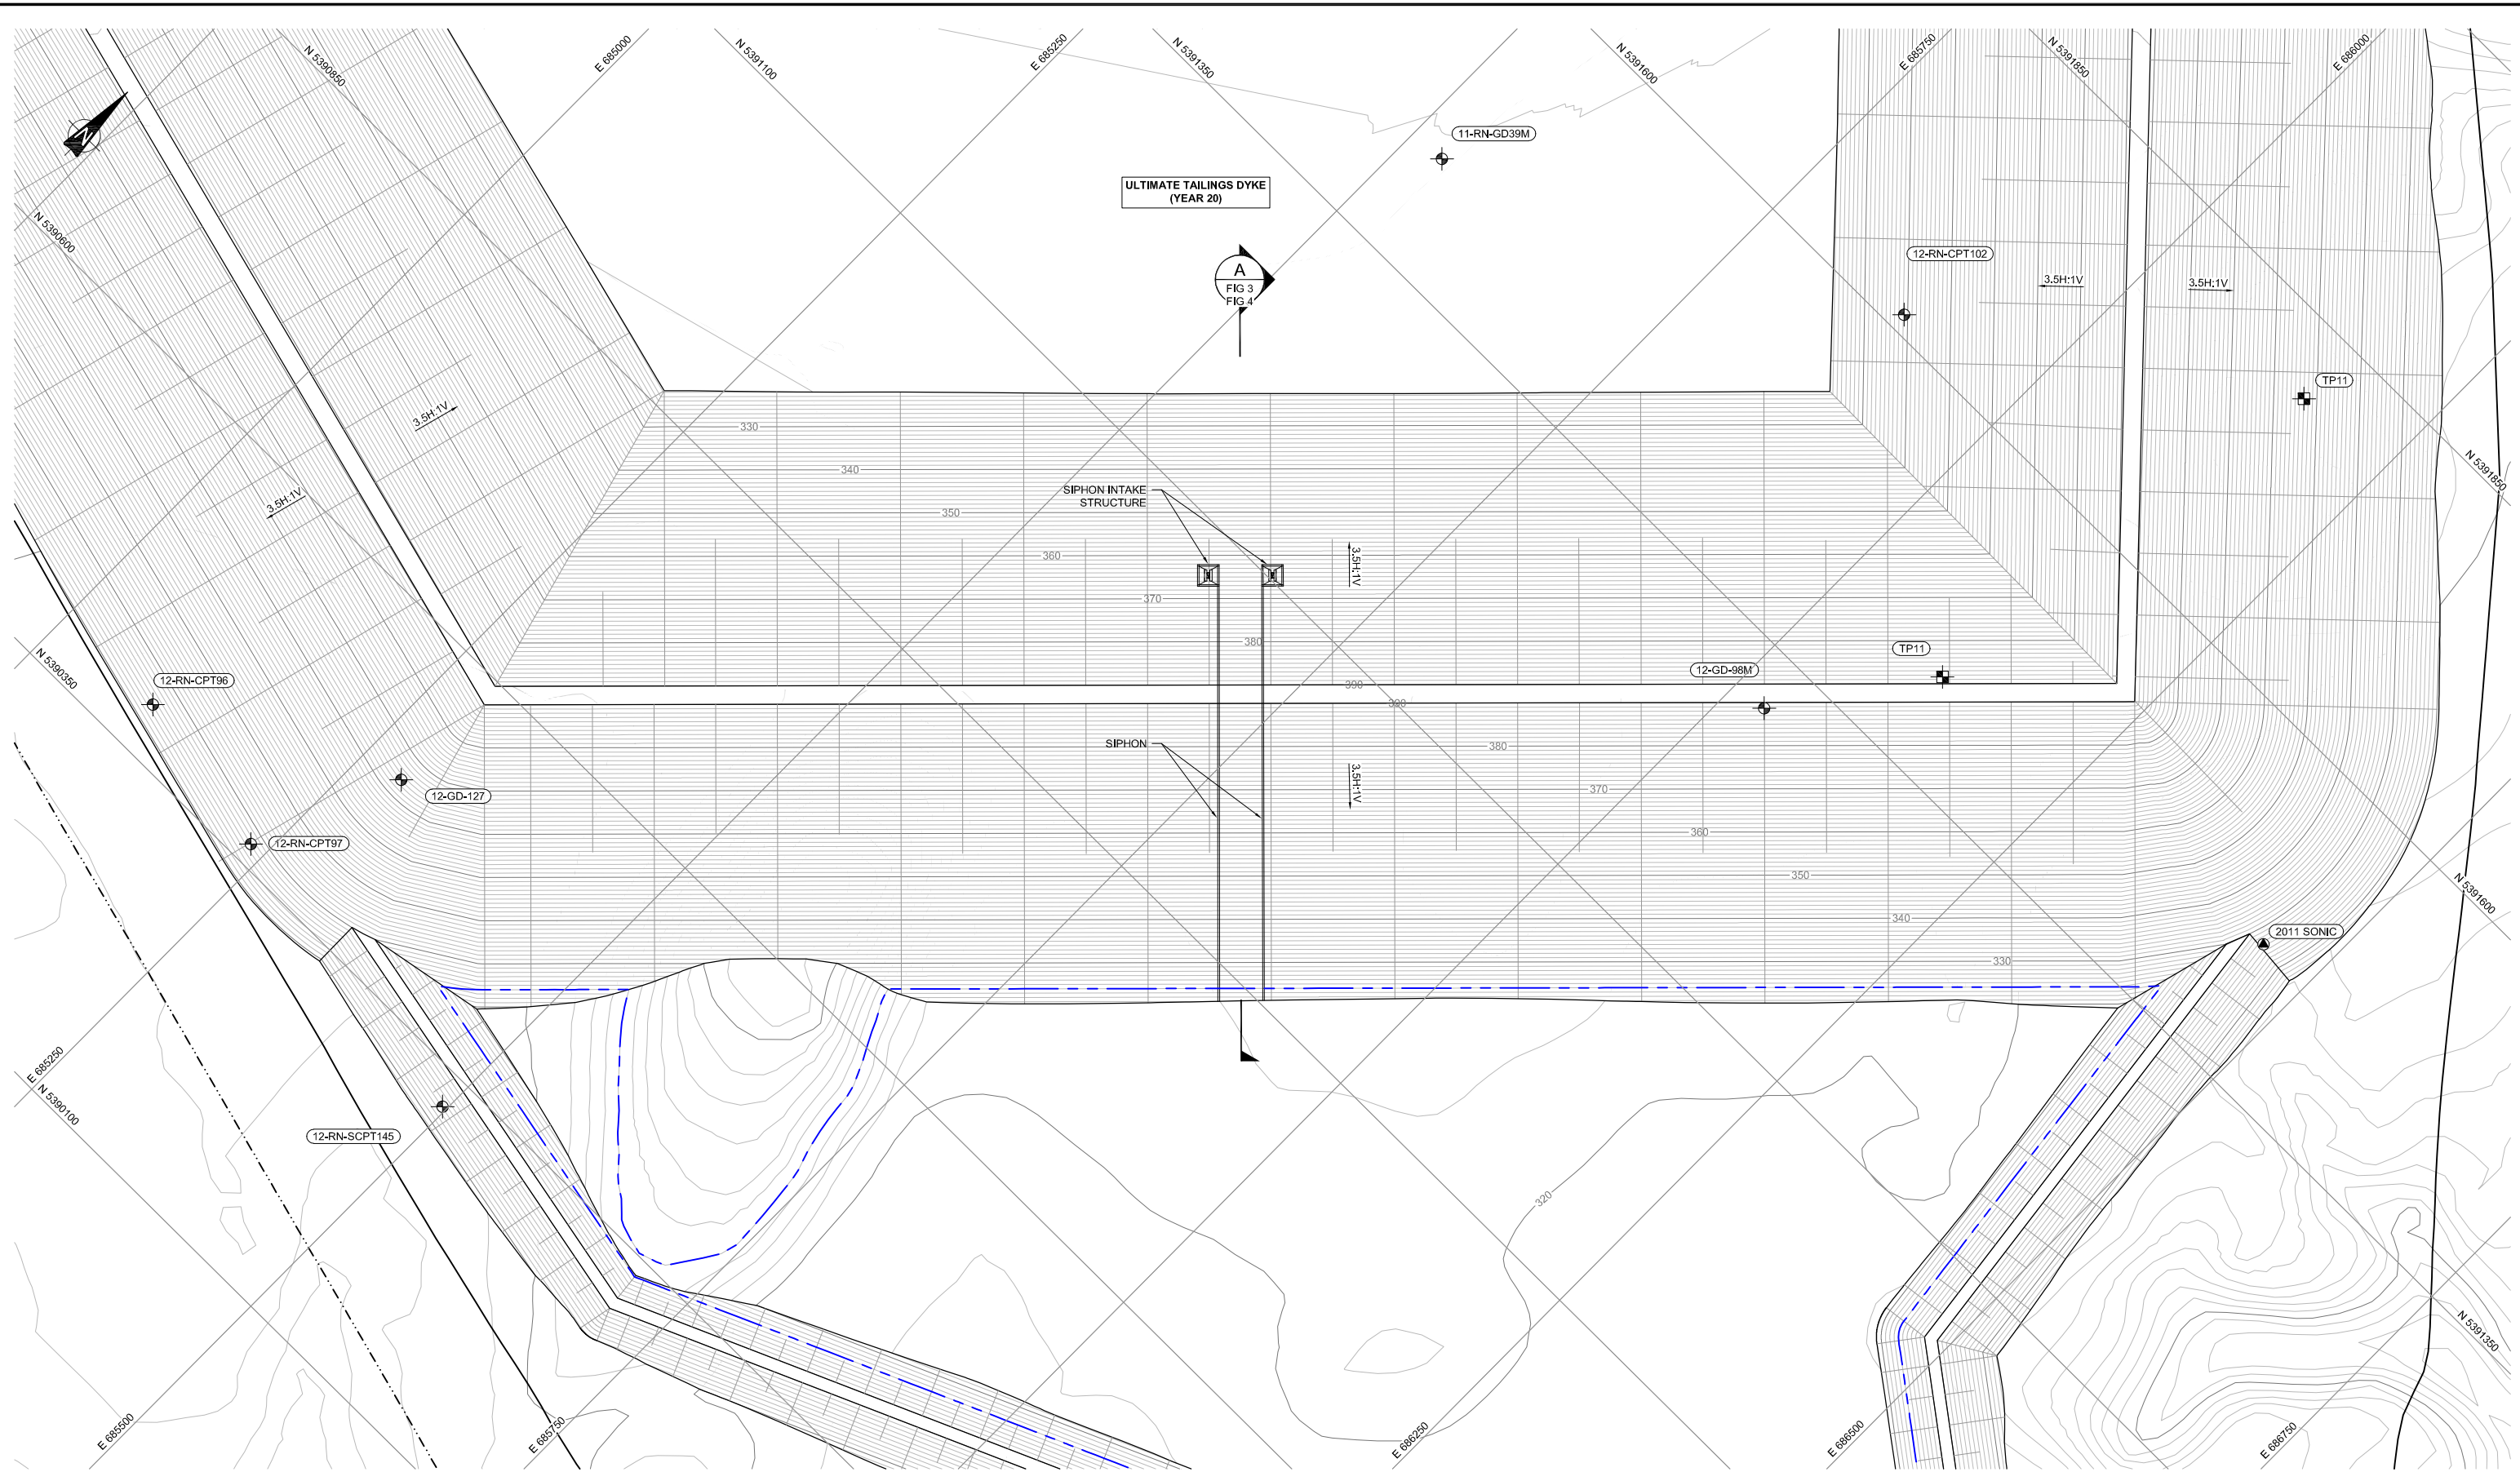 N 5390850
E 685000
N 5391100
E 685250
N 5391350
N 5391600
E 685750
N 5391850
E 686000
N
11-RN-GD39M
ULTIMATE TAILINGS DYKE
(YEAR 20)
N 5390600
A
FIG 3
FIG 4
12-RN-CPT102
3.5H:1V
3.5H:1V
TP11
3.5H:1V
330
340
3.5H:1V
SIPHON INTAKE
STRUCTURE
350
360
3.5H:1V
370
380
390
N 5391850
N 5390350
12-RN-CPT96
TP11
12-GD-98M
390
SIPHON
380
3.5H:1V
370
12-GD-127
360
12-RN-CPT97
350
N 5391600
340
2011 SONIC
330
E 685250
N 5390100
12-RN-SCPT145
320
N 5391350
E 685500
E 685750
E 686250
E 686500
E 686750